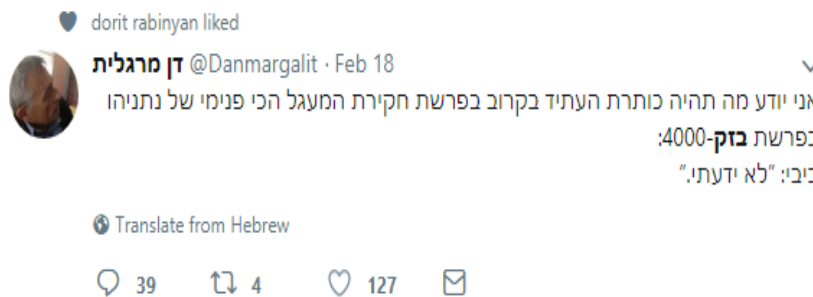 dorit rabinyan liked
דן מרגלית @Danmargalit · Feb 18
אני יודע מה תהיה כותרת העתיד בקרוב בפרשת חקירת המעגל הכי פנימי של נתניהו
בפרשת בזק-4000:
ביבי: "לא ידעתי."
Translate from Hebrew
39 4 127